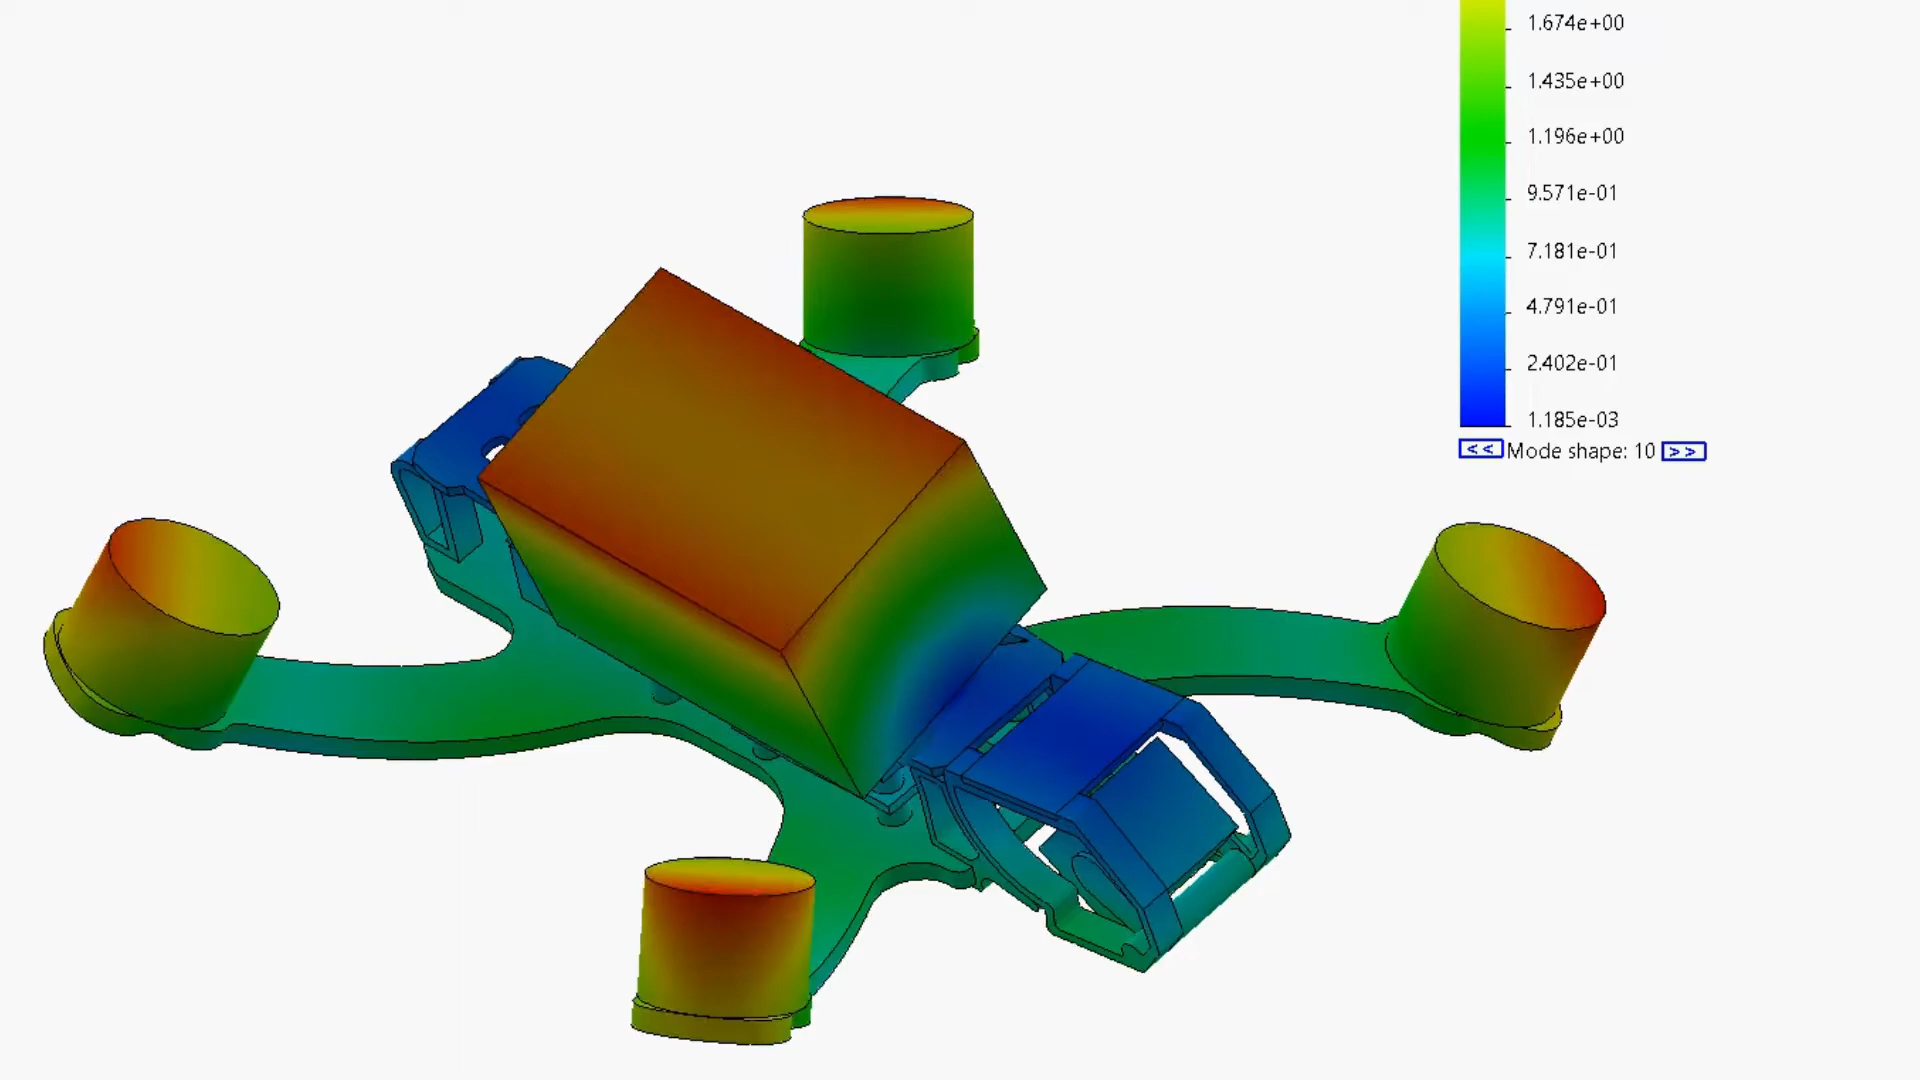 1.674e+00
1.435e+00
1.196e+00
9.571e-01
7.181e-01
4.791e-01
2.402e-01
1.185e-03
<< Mode shape: 10 >>